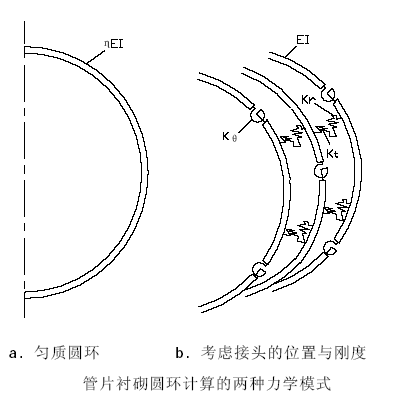 ηEI
EI
Kr
Kθ
Kt
a. 匀质圆环
b. 考虑接头的位置与刚度
管片衬砌圆环计算的两种力学模式